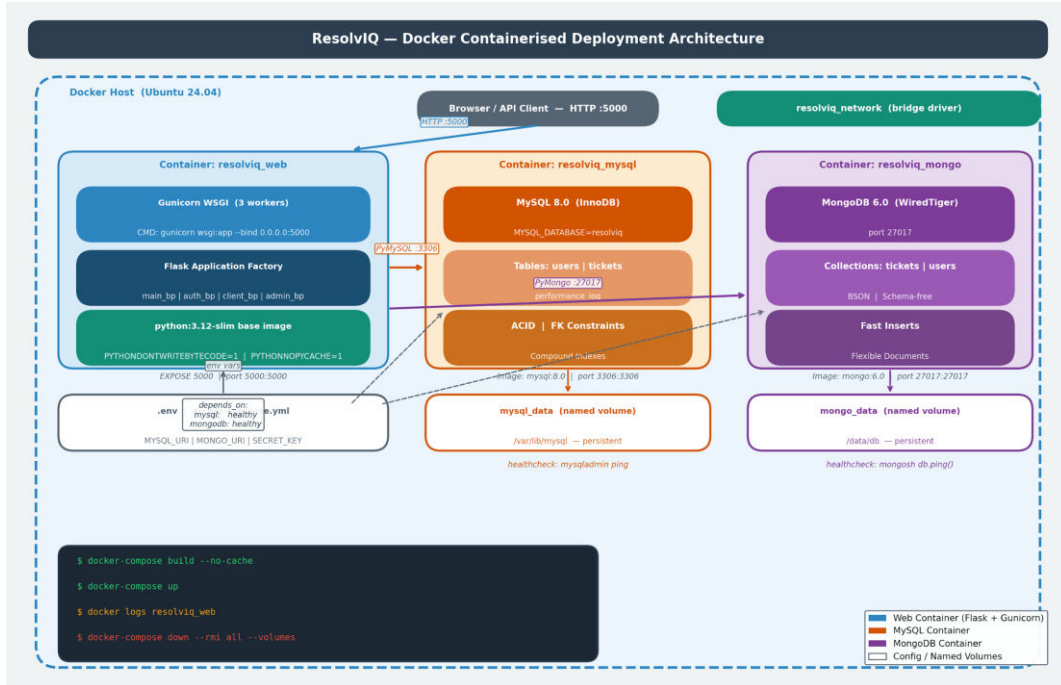 ResolvIQ — Docker Containerised Deployment Architecture
Docker Host (Ubuntu 24.04)
Browser / API Client — HTTP :5000
resolviq_network (bridge driver)
HTTP :5000
Container: resolviq_web
Gunicorn WSGI (3 workers)
CMD: gunicorn wsgi:app --bind 0.0.0.0:5000
Flask Application Factory
main_bp | auth_bp | client_bp | admin_bp
python:3.12-slim base image
PYTHONDONTWRITEBYTECODE=1 | PYTHONNOPYCACHE=1
env vars
EXPOSE 5000 | port 5000:5000
.env
e.yml
depends_on:
mysql: healthy
mongodb: healthy
MYSQL_URI | MONGO_URI | SECRET_KEY
PyMySQL :3306
Container: resolviq_mysql
MySQL 8.0 (InnoDB)
MYSQL_DATABASE=resolviq
Tables: users | tickets
PyMongo :27017
performance_log
ACID | FK Constraints
Compound Indexes
Image: mysql:8.0 | port 3306:3306
mysql_data (named volume)
/var/lib/mysql — persistent
healthcheck: mysqladmin ping
Container: resolviq_mongo
MongoDB 6.0 (WiredTiger)
port 27017
Collections: tickets | users
BSON | Schema-free
Fast Inserts
Flexible Documents
Image: mongo:6.0 | port 27017:27017
mongo_data (named volume)
/data/db — persistent
healthcheck: mongosh db.ping()
$ docker-compose build --no-cache
$ docker-compose up
$ docker logs resolviq_web
$ docker-compose down --rmi all --volumes
Web Container (Flask + Gunicorn)
MySQL Container
MongoDB Container
Config / Named Volumes